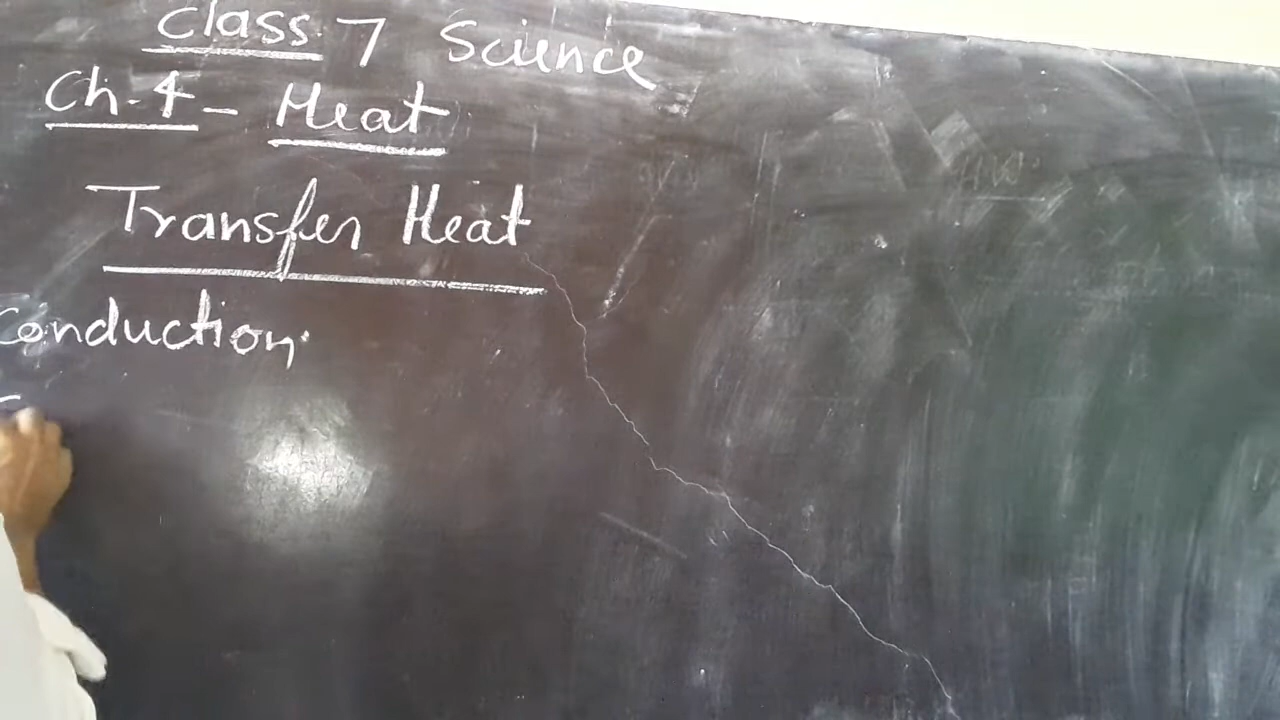 Class 7 Science
Ch. 4 - Heat
Transfer Heat
Conduction.